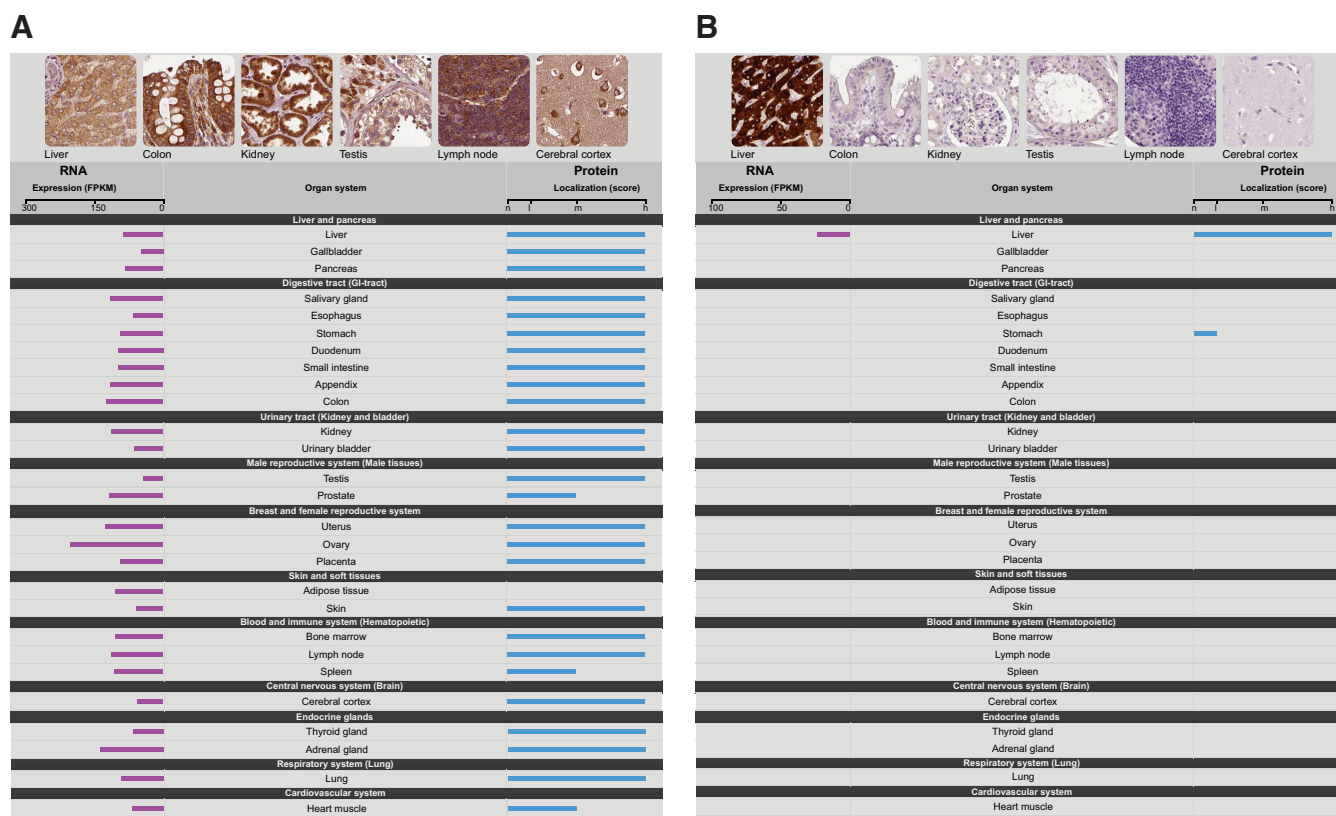 A
Liver Colon Kidney Testis Lymph node Cerebral cortex
RNA Protein
Expression (FPKM) Organ system Localization (score)
300 150 0 n l m h
Liver and pancreas
Liver
Gallbladder
Pancreas
Digestive tract (GI-tract)
Salivary gland
Esophagus
Stomach
Duodenum
Small intestine
Appendix
Colon
Urinary tract (Kidney and bladder)
Kidney
Urinary bladder
Male reproductive system (Male tissues)
Testis
Prostate
Breast and female reproductive system
Uterus
Ovary
Placenta
Skin and soft tissues
Adipose tissue
Skin
Blood and immune system (Hematopoietic)
Bone marrow
Lymph node
Spleen
Central nervous system (Brain)
Cerebral cortex
Endocrine glands
Thyroid gland
Adrenal gland
Respiratory system (Lung)
Lung
Cardiovascular system
Heart muscle
B
Liver Colon Kidney Testis Lymph node Cerebral cortex
RNA Protein
Expression (FPKM) Organ system Localization (score)
100 50 0 n l m h
Liver and pancreas
Liver
Gallbladder
Pancreas
Digestive tract (GI-tract)
Salivary gland
Esophagus
Stomach
Duodenum
Small intestine
Appendix
Colon
Urinary tract (Kidney and bladder)
Kidney
Urinary bladder
Male reproductive system (Male tissues)
Testis
Prostate
Breast and female reproductive system
Uterus
Ovary
Placenta
Skin and soft tissues
Adipose tissue
Skin
Blood and immune system (Hematopoietic)
Bone marrow
Lymph node
Spleen
Central nervous system (Brain)
Cerebral cortex
Endocrine glands
Thyroid gland
Adrenal gland
Respiratory system (Lung)
Lung
Cardiovascular system
Heart muscle